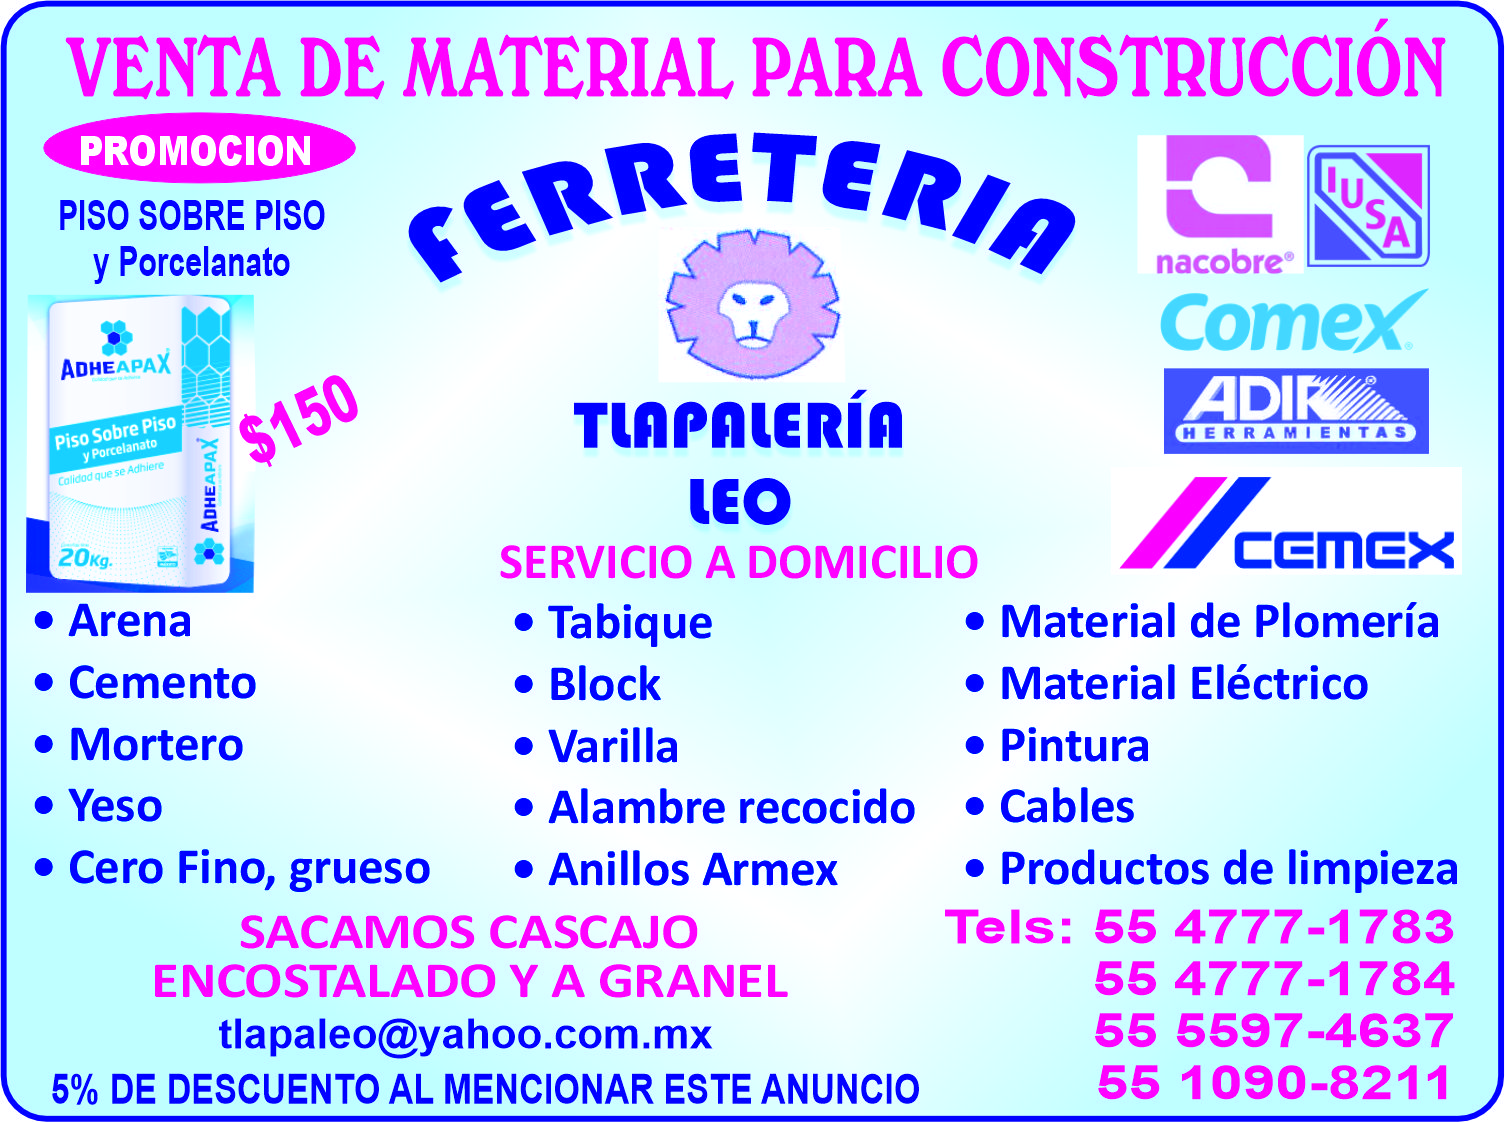 VENTA DE MATERIAL PARA CONSTRUCCIÓN
PROMOCION
PISO SOBRE PISO
y Porcelanato
ADHEAPAX
Piso Sobre Piso
y Porcelanato
Calidad que se Adhiere
20Kg.
ADHEAPAX
$150
FERRETERIA
TLAPALERÍA
LEO
SERVICIO A DOMICILIO
nacobre®
IUSA
Comex
ADIR
HERRAMIENTAS
CEMEX
• Arena
• Cemento
• Mortero
• Yeso
• Cero Fino, grueso
• Tabique
• Block
• Varilla
• Alambre recocido
• Anillos Armex
• Material de Plomería
• Material Eléctrico
• Pintura
• Cables
• Productos de limpieza
SACAMOS CASCAJO
ENCOSTALADO Y A GRANEL
tlapaleo@yahoo.com.mx
5% DE DESCUENTO AL MENCIONAR ESTE ANUNCIO
Tels: 55 4777-1783
55 4777-1784
55 5597-4637
55 1090-8211